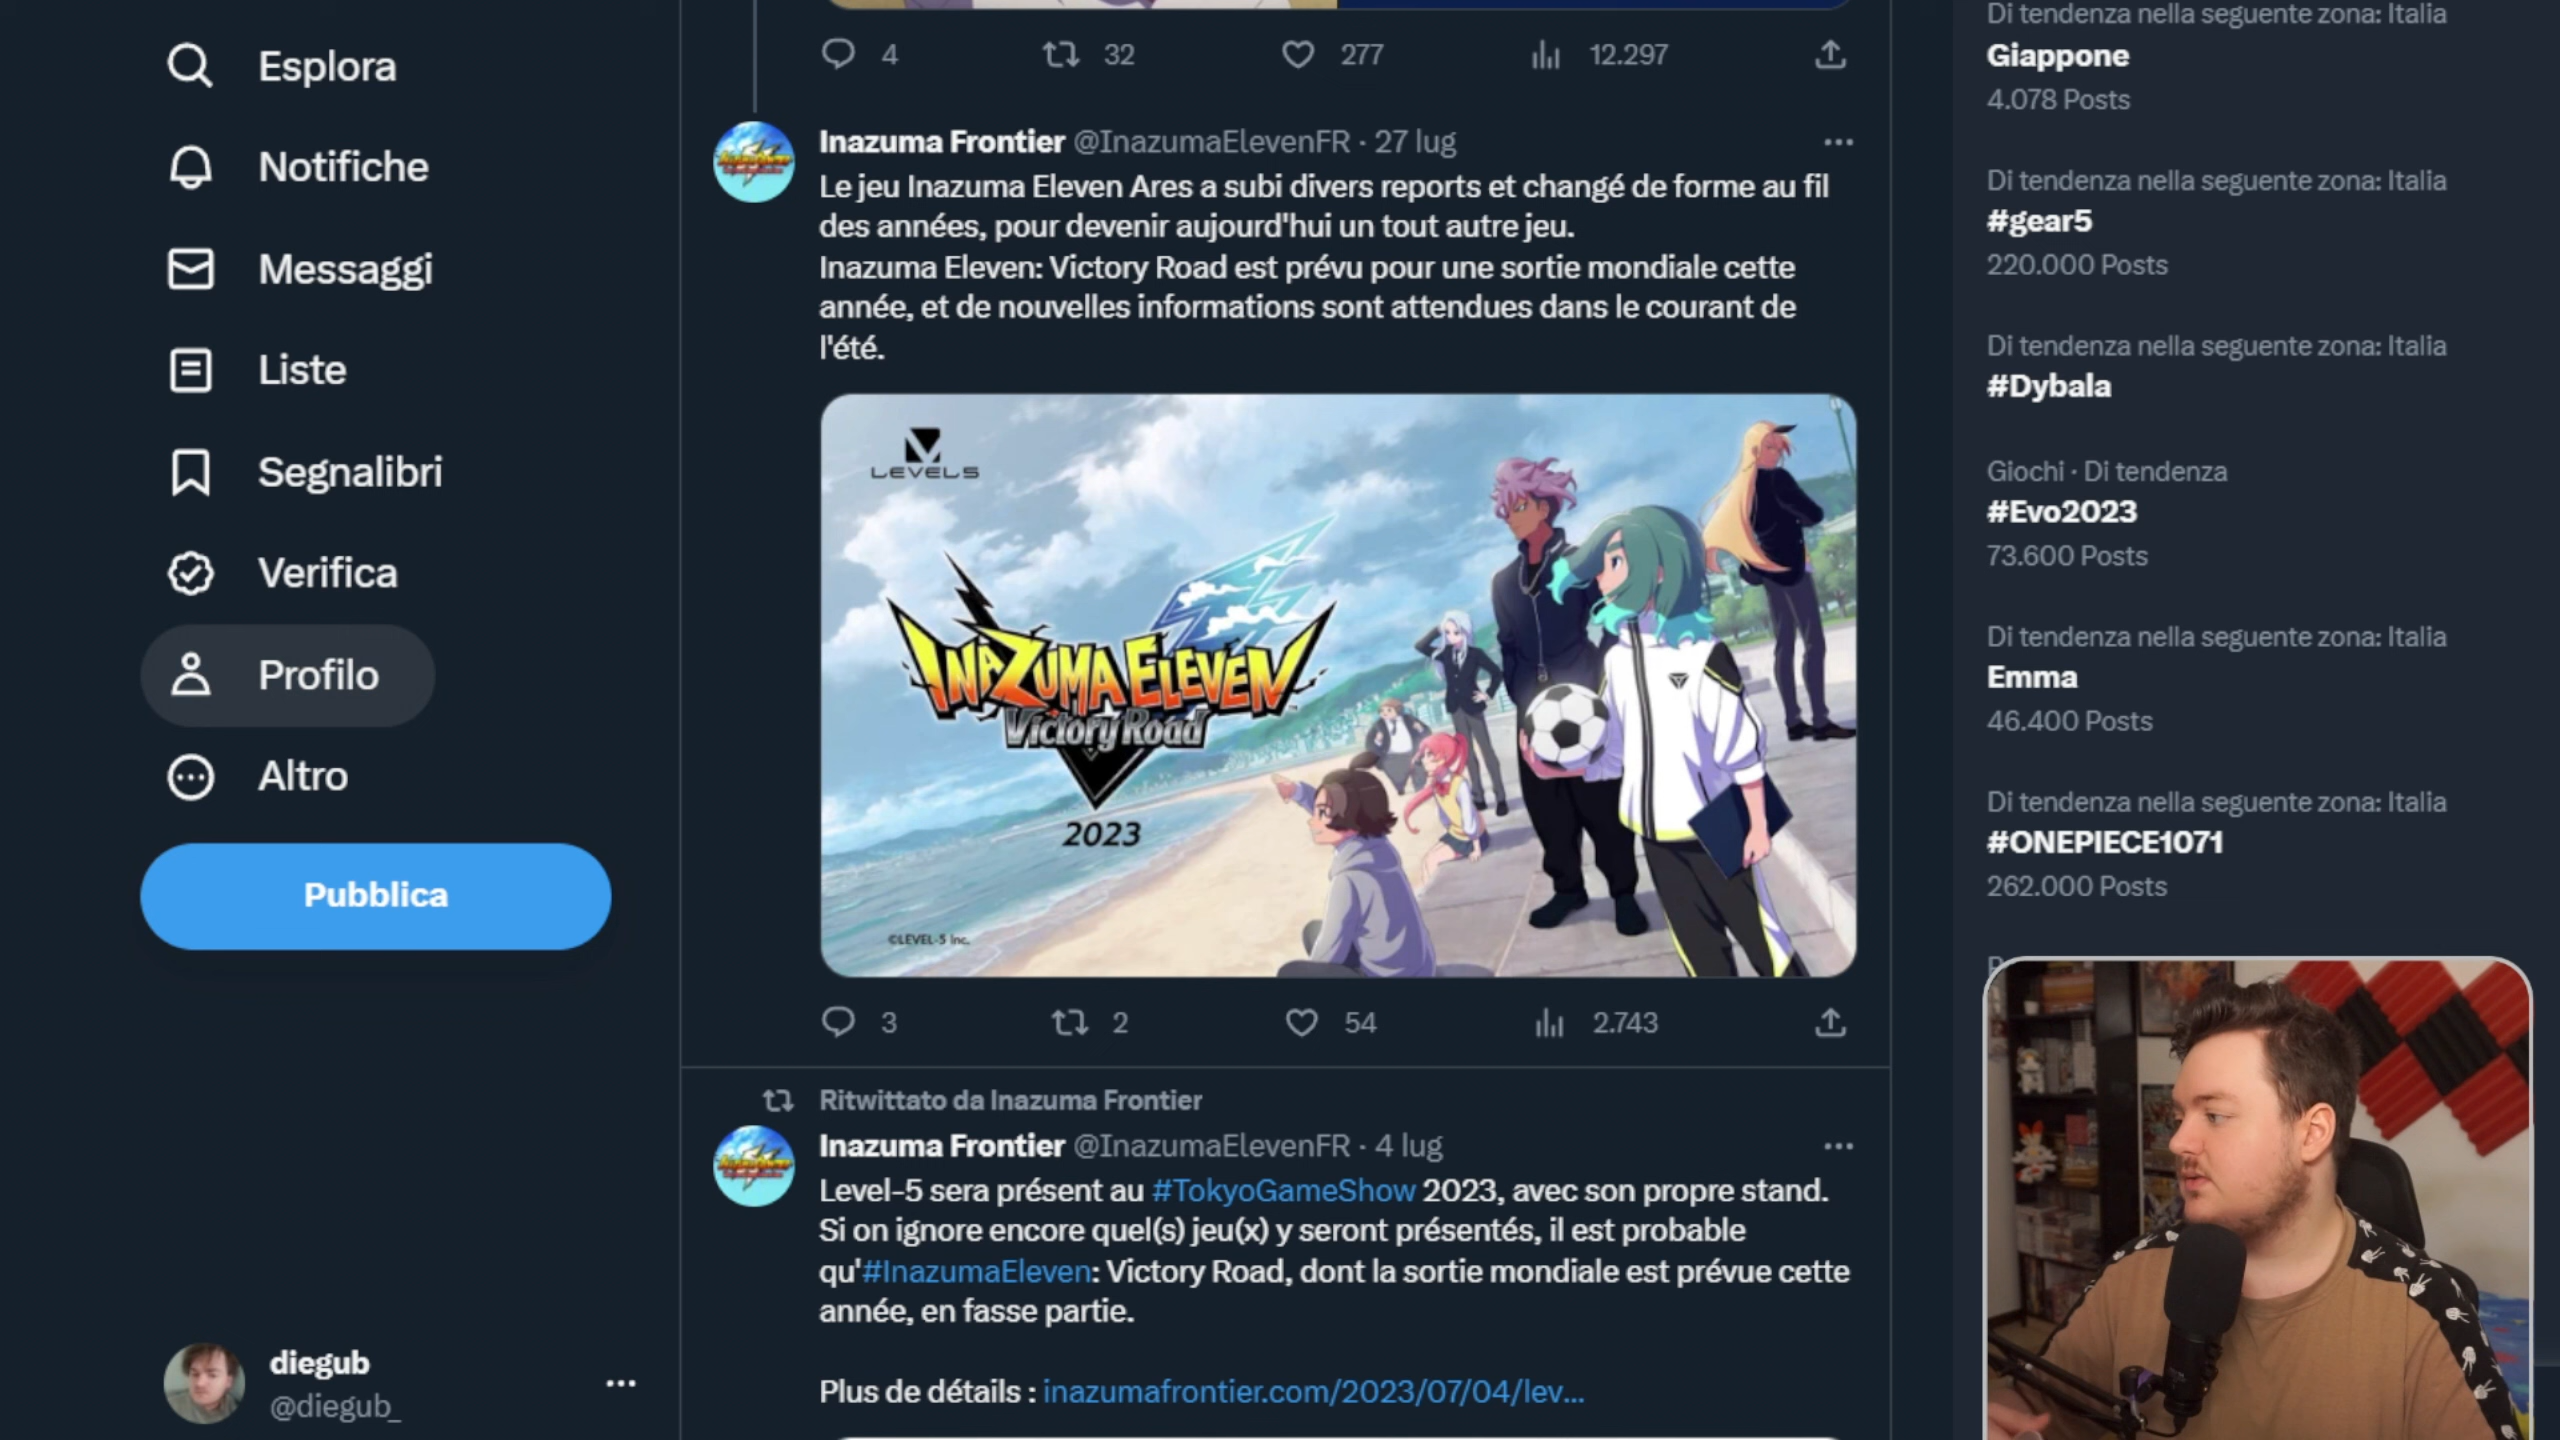 Esplora
Notifiche
Messaggi
Liste
Segnalibri
Verifica
Profilo
Altro
Pubblica
diegub
@diegub_
4 32 277 12.297
Inazuma Frontier @InazumaElevenFR · 27 lug
Le jeu Inazuma Eleven Ares a subi divers reports et changé de forme au fil
des années, pour devenir aujourd'hui un tout autre jeu.
Inazuma Eleven: Victory Road est prévu pour une sortie mondiale cette
année, et de nouvelles informations sont attendues dans le courant de
l'été.
LEVEL5
INAZUMA ELEVEN
Victory Road
2023
©LEVEL-5 Inc.
3 2 54 2.743
Ritwittato da Inazuma Frontier
Inazuma Frontier @InazumaElevenFR · 4 lug
Level-5 sera présent au #TokyoGameShow 2023, avec son propre stand.
Si on ignore encore quel(s) jeu(x) y seront présentés, il est probable
qu'#InazumaEleven: Victory Road, dont la sortie mondiale est prévue cette
année, en fasse partie.
Plus de détails : inazumafrontier.com/2023/07/04/lev...
Di tendenza nella seguente zona: Italia
Giappone
4.078 Posts
Di tendenza nella seguente zona: Italia
#gear5
220.000 Posts
Di tendenza nella seguente zona: Italia
#Dybala
Giochi · Di tendenza
#Evo2023
73.600 Posts
Di tendenza nella seguente zona: Italia
Emma
46.400 Posts
Di tendenza nella seguente zona: Italia
#ONEPIECE1071
262.000 Posts